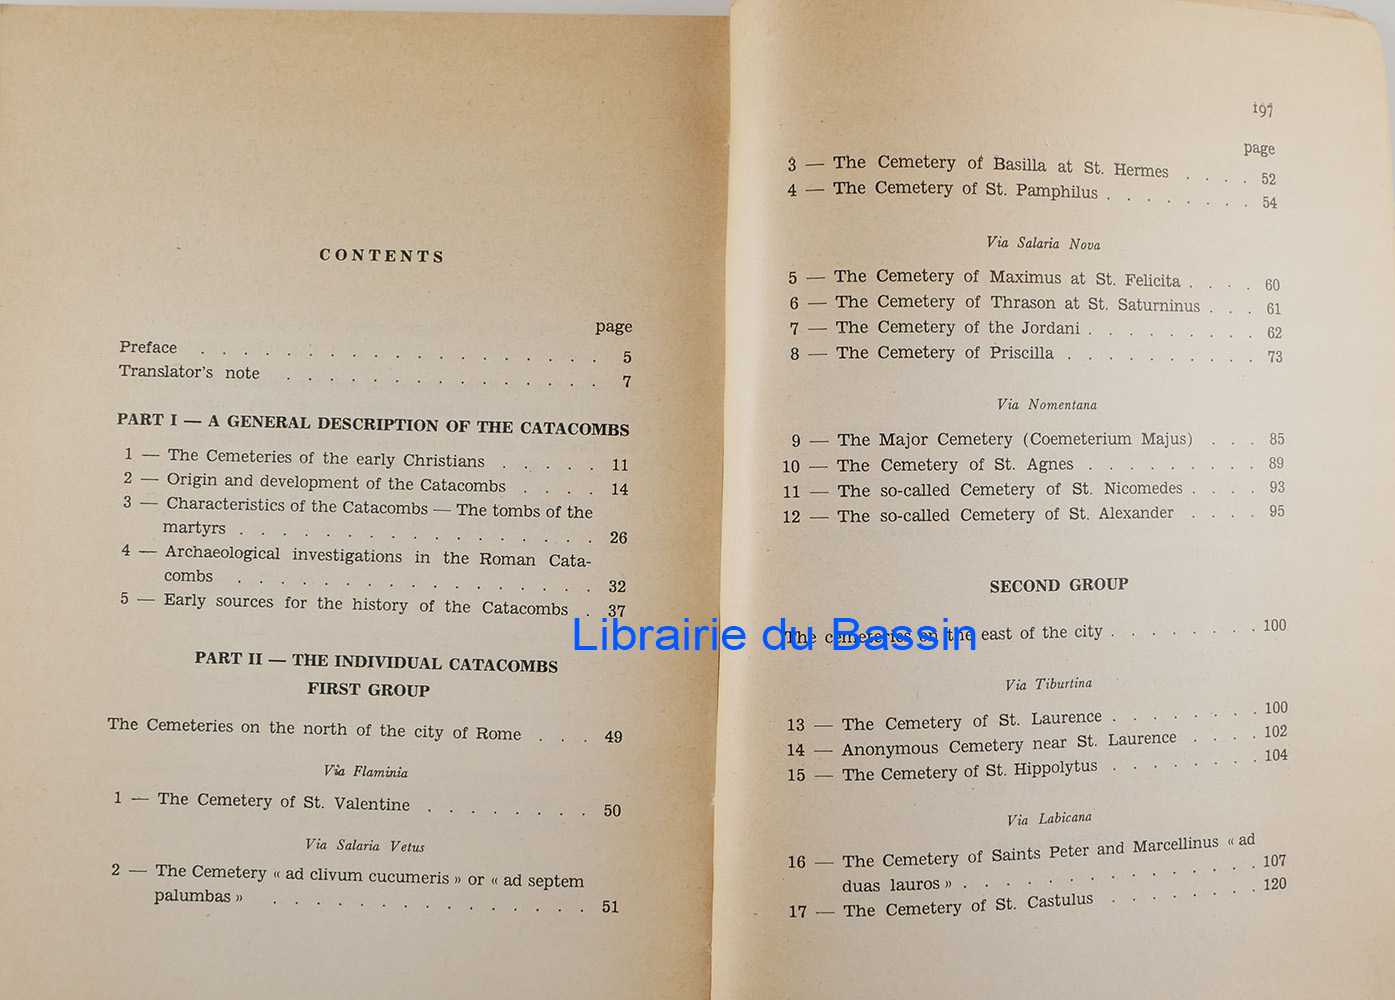 CONTENTS
page
Preface . . . . . . . . . . . . . . . . . . 5
Translator's note . . . . . . . . . . . . . . 7
PART I — A GENERAL DESCRIPTION OF THE CATACOMBS
1 — The Cemeteries of the early Christians . . . . . 11
2 — Origin and development of the Catacombs . . . . 14
3 — Characteristics of the Catacombs — The tombs of the
martyrs . . . . . . . . . . . . . . . . 26
4 — Archaeological investigations in the Roman Cata-
combs . . . . . . . . . . . . . . . . 32
5 — Early sources for the history of the Catacombs . 37
PART II — THE INDIVIDUAL CATACOMBS
FIRST GROUP
The Cemeteries on the north of the city of Rome . . . 49
Via Flaminia
1 — The Cemetery of St. Valentine . . . . . . . . 50
Via Salaria Vetus
2 — The Cemetery « ad clivum cucumeris » or « ad septem
palumbas » . . . . . . . . . . . . . . 51
197
page
3 — The Cemetery of Basilla at St. Hermes . . . . 52
4 — The Cemetery of St. Pamphilus . . . . . . . . 54
Via Salaria Nova
5 — The Cemetery of Maximus at St. Felicita . . . . 60
6 — The Cemetery of Thrason at St. Saturninus . . . 61
7 — The Cemetery of the Jordani . . . . . . . . . 62
8 — The Cemetery of Priscilla . . . . . . . . . . 73
Via Nomentana
9 — The Major Cemetery (Coemeterium Majus) . . . 85
10 — The Cemetery of St. Agnes . . . . . . . . . 89
11 — The so-called Cemetery of St. Nicomedes . . . . 93
12 — The so-called Cemetery of St. Alexander . . . . 95
SECOND GROUP
The cemeteries on the east of the city . . . . . . . . 100
Via Tiburtina
13 — The Cemetery of St. Laurence . . . . . . . . 100
14 — Anonymous Cemetery near St. Laurence . . . . 102
15 — The Cemetery of St. Hippolytus . . . . . . . . 104
Via Labicana
16 — The Cemetery of Saints Peter and Marcellinus « ad
duas lauros » . . . . . . . . . . . . . 107
17 — The Cemetery of St. Castulus . . . . . . . . 120
Librairie du Bassin